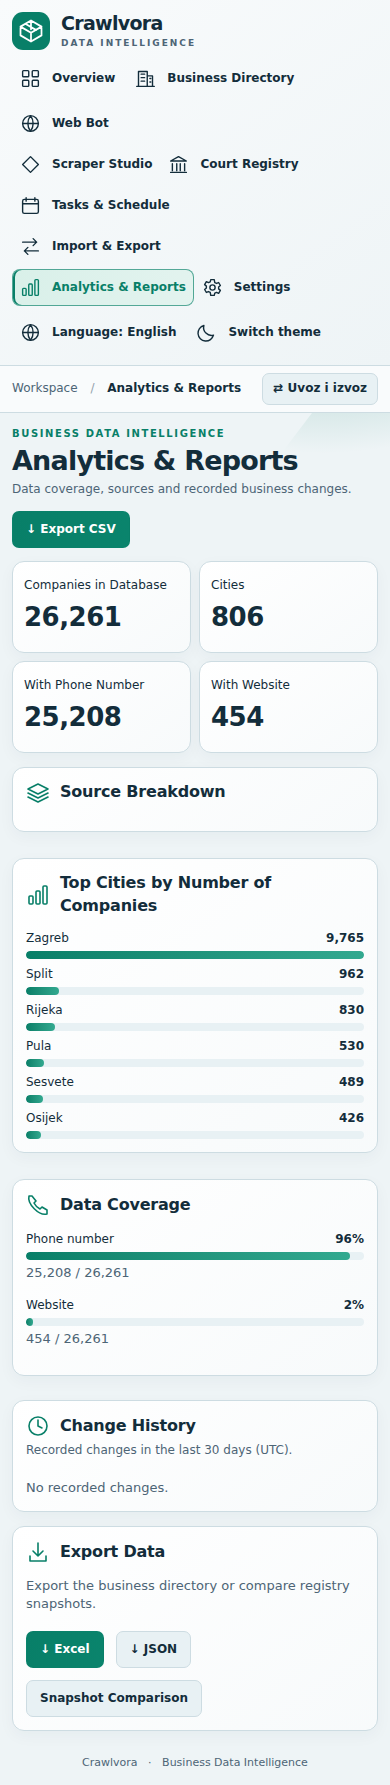 Crawlvora
DATA INTELLIGENCE
Overview
Business Directory
Web Bot
Scraper Studio
Court Registry
Tasks & Schedule
Import & Export
Analytics & Reports
Settings
Language: English
Switch theme
Workspace / Analytics & Reports
⇄ Uvoz i izvoz
BUSINESS DATA INTELLIGENCE
Analytics & Reports
Data coverage, sources and recorded business changes.
↓ Export CSV
Companies in Database
26,261
Cities
806
With Phone Number
25,208
With Website
454
Source Breakdown
Top Cities by Number of
Companies
Zagreb 9,765
Split 962
Rijeka 830
Pula 530
Sesvete 489
Osijek 426
Data Coverage
Phone number 96%
25,208 / 26,261
Website 2%
454 / 26,261
Change History
Recorded changes in the last 30 days (UTC).
No recorded changes.
Export Data
Export the business directory or compare registry
snapshots.
↓ Excel
↓ JSON
Snapshot Comparison
Crawlvora · Business Data Intelligence